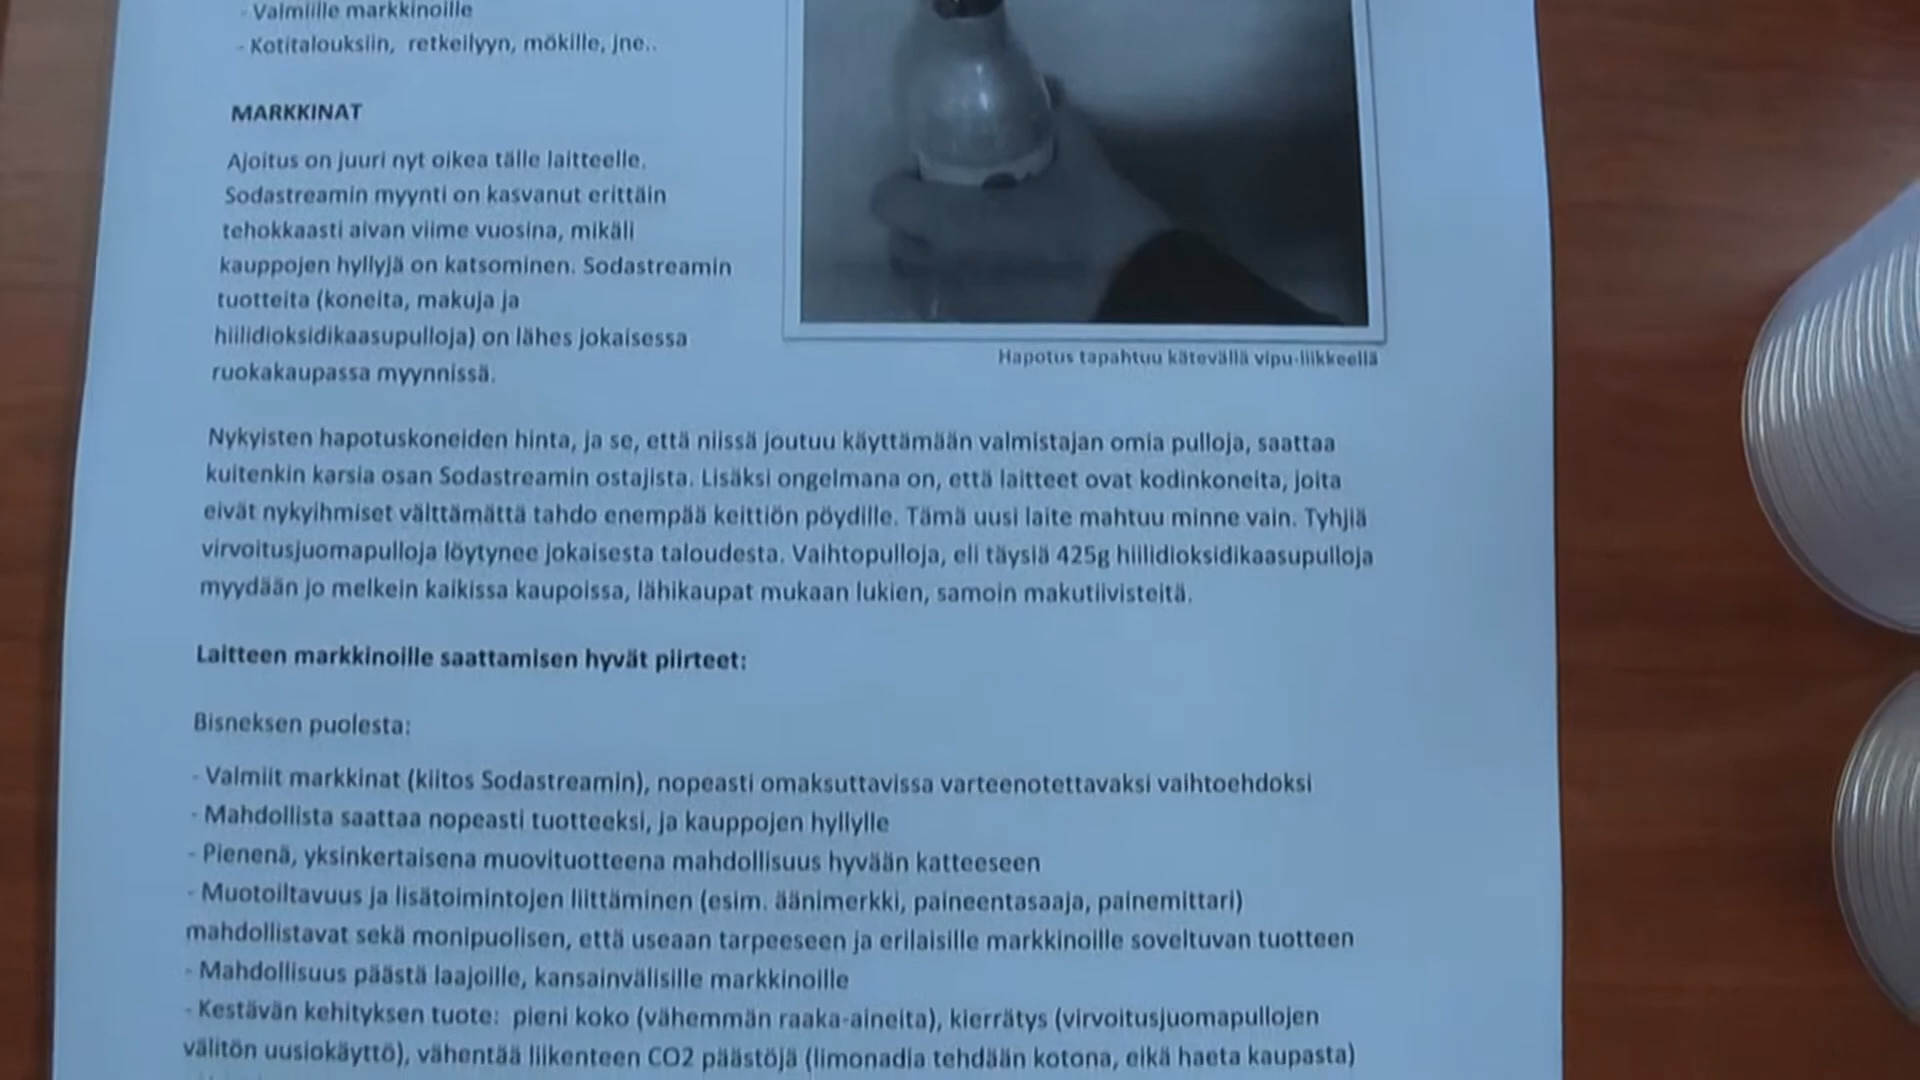 - Valmiille markkinoille
- Kotitalouksiin, retkeilyyn, mökille, jne..
MARKKINAT
Ajoitus on juuri nyt oikea tälle laitteelle.
Sodastreamin myynti on kasvanut erittäin
tehokkaasti aivan viime vuosina, mikäli
kauppojen hyllyjä on katsominen. Sodastreamin
tuotteita (koneita, makuja ja
hiilidioksidikaasupulloja) on lähes jokaisessa
ruokakaupassa myynnissä.
Hapotus tapahtuu kätevällä vipu-liikkeellä
Nykyisten hapotuskoneiden hinta, ja se, että niissä joutuu käyttämään valmistajan omia pulloja, saattaa
kuitenkin karsia osan Sodastreamin ostajista. Lisäksi ongelmana on, että laitteet ovat kodinkoneita, joita
eivät nykyihmiset välttämättä tahdo enempää keittiön pöydille. Tämä uusi laite mahtuu minne vain. Tyhjiä
virvoitusjuomapulloja löytynee jokaisesta taloudesta. Vaihtopulloja, eli täysiä 425g hiilidioksidikaasupulloja
myydään jo melkein kaikissa kaupoissa, lähikaupat mukaan lukien, samoin makutiivisteitä.
Laitteen markkinoille saattamisen hyvät piirteet:
Bisneksen puolesta:
- Valmiit markkinat (kiitos Sodastreamin), nopeasti omaksuttavissa varteenotettavaksi vaihtoehdoksi
- Mahdollista saattaa nopeasti tuotteeksi, ja kauppojen hyllylle
- Pienenä, yksinkertaisena muovituotteena mahdollisuus hyvään katteeseen
- Muotoiltavuus ja lisätoimintojen liittäminen (esim. äänimerkki, paineentasaaja, painemittari)
mahdollistavat sekä monipuolisen, että useaan tarpeeseen ja erilaisille markkinoille soveltuvan tuotteen
- Mahdollisuus päästä laajoille, kansainvälisille markkinoille
- Kestävän kehityksen tuote: pieni koko (vähemmän raaka-aineita), kierrätys (virvoitusjuomapullojen
välitön uusiokäyttö), vähentää liikenteen CO2 päästöjä (limonadia tehdään kotona, eikä haeta kaupasta)